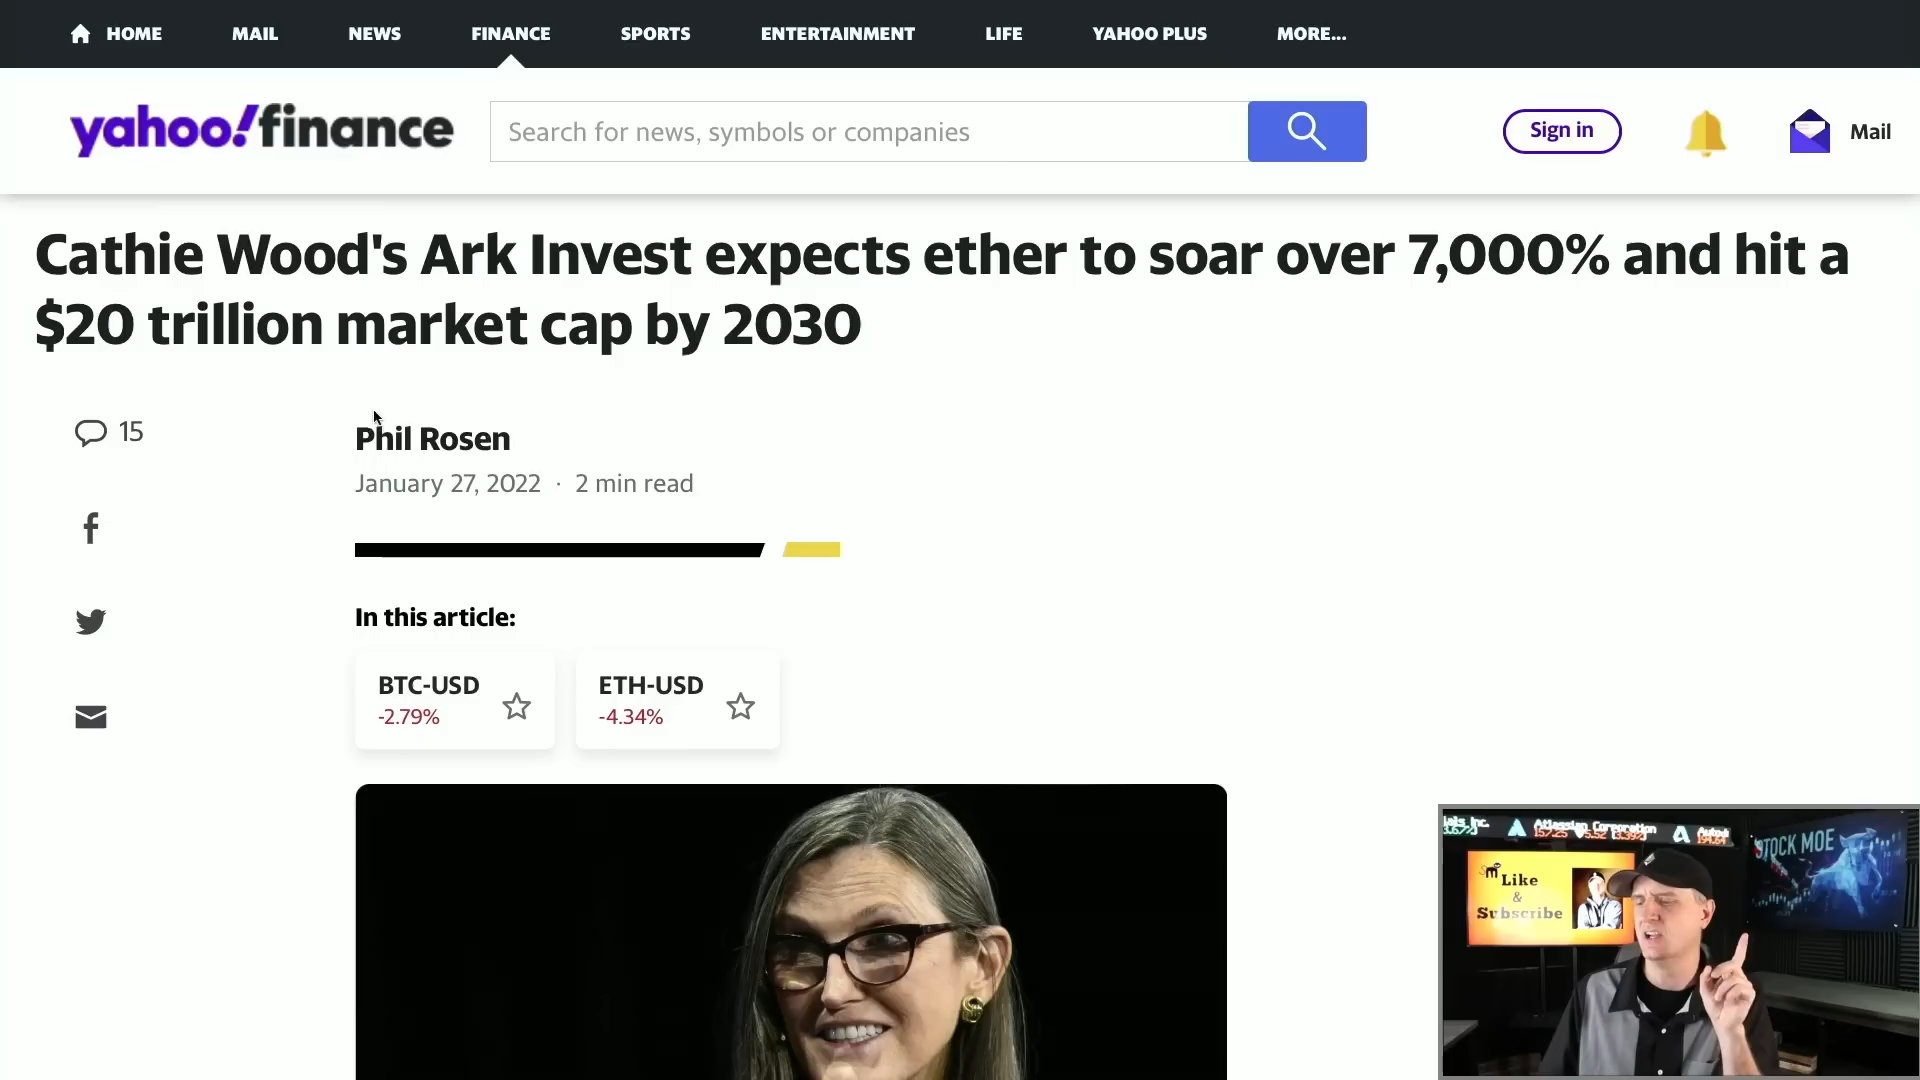 HOME MAIL NEWS FINANCE SPORTS ENTERTAINMENT LIFE YAHOO PLUS MORE...
yahoo!finance Search for news, symbols or companies Sign in Mail
Cathie Wood's Ark Invest expects ether to soar over 7,000% and hit a
$20 trillion market cap by 2030
15
Phil Rosen
January 27, 2022 · 2 min read
In this article:
BTC-USD
-2.79%
ETH-USD
-4.34%
Atlassian Corporation
STOCK MOE
Like
&
Subscribe